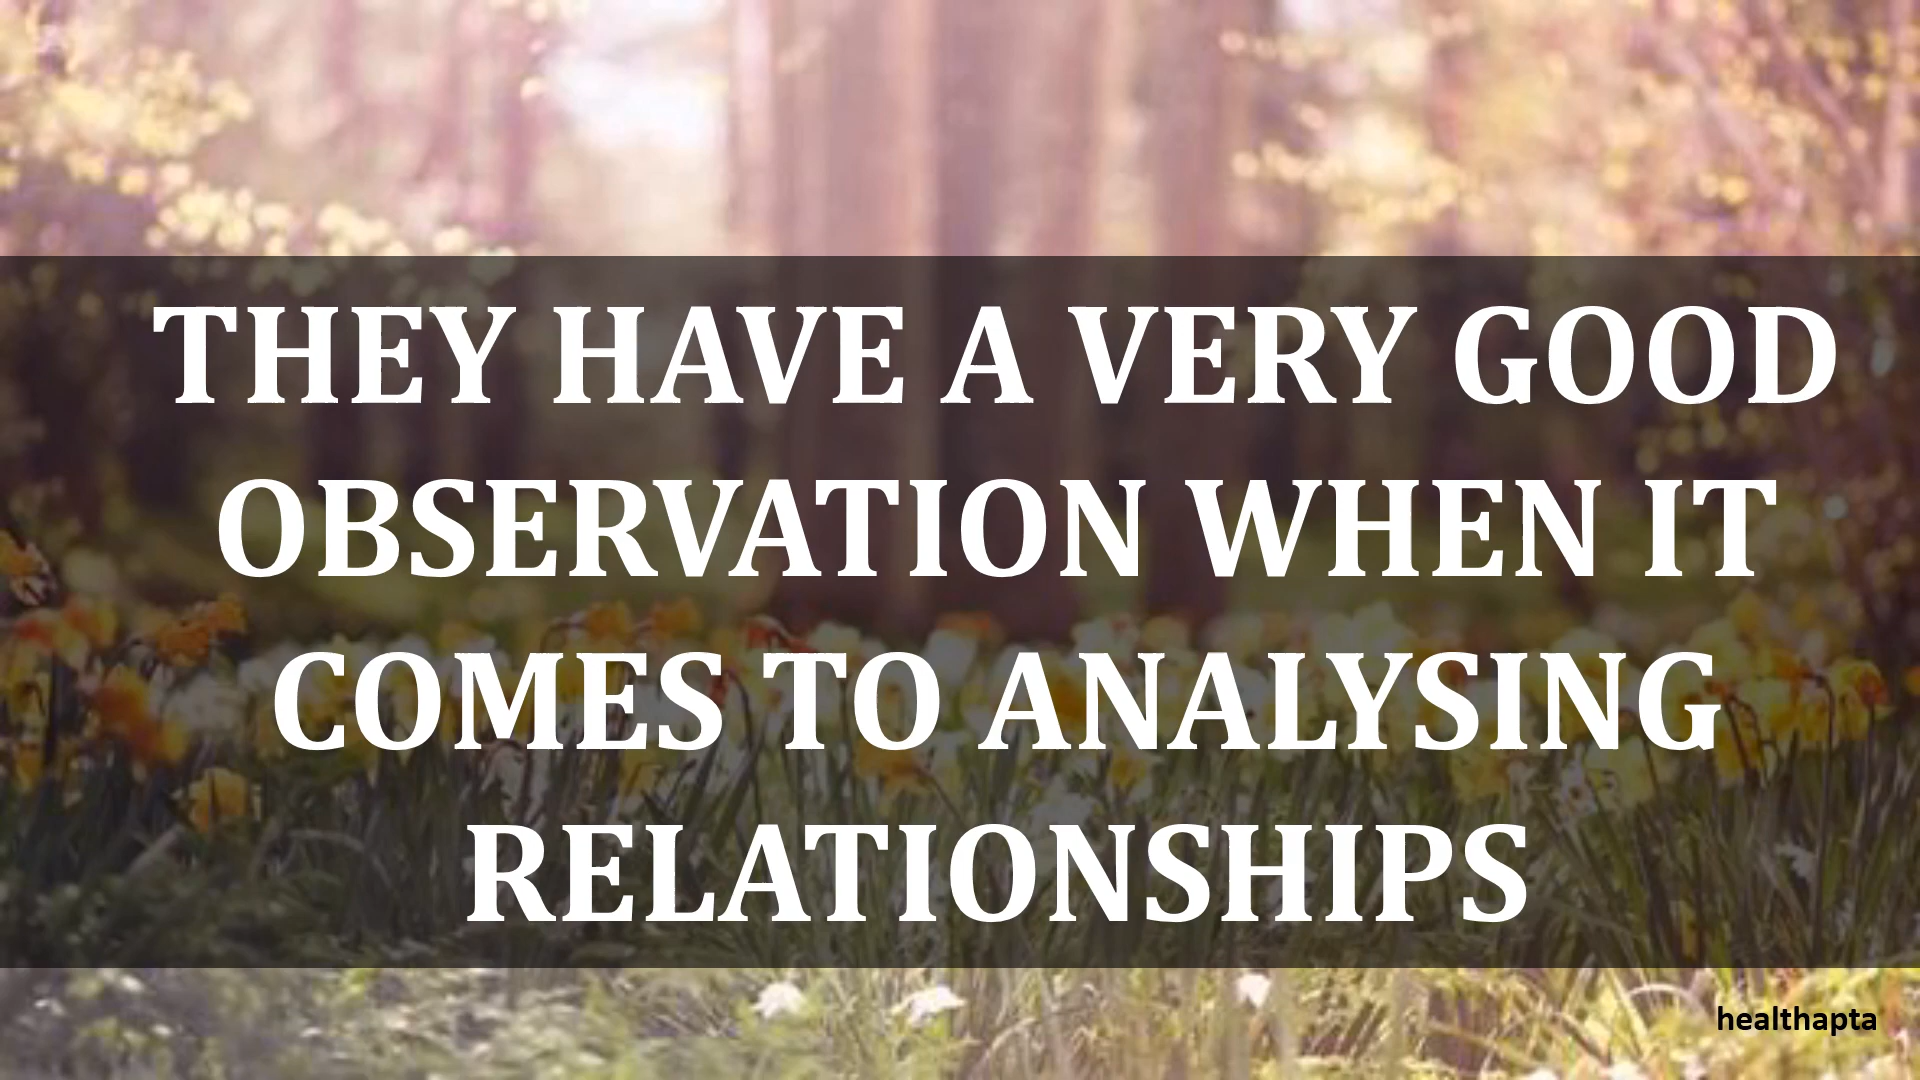 THEY HAVE A VERY GOOD
OBSERVATION WHEN IT
COMES TO ANALYSING
RELATIONSHIPS
healthapta